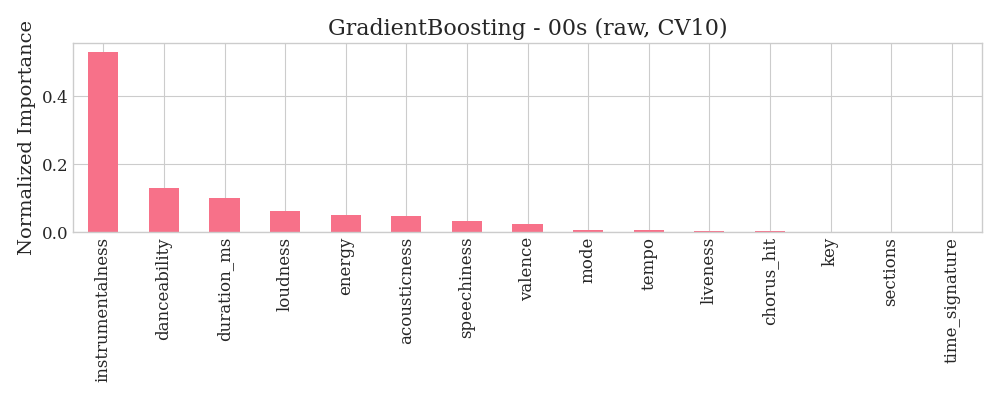 GradientBoosting - 00s (raw, CV10)
Normalized Importance
0.4
0.2
0.0
instrumentalness
danceability
duration_ms
loudness
energy
acousticness
speechiness
valence
mode
tempo
liveness
chorus_hit
key
sections
time_signature